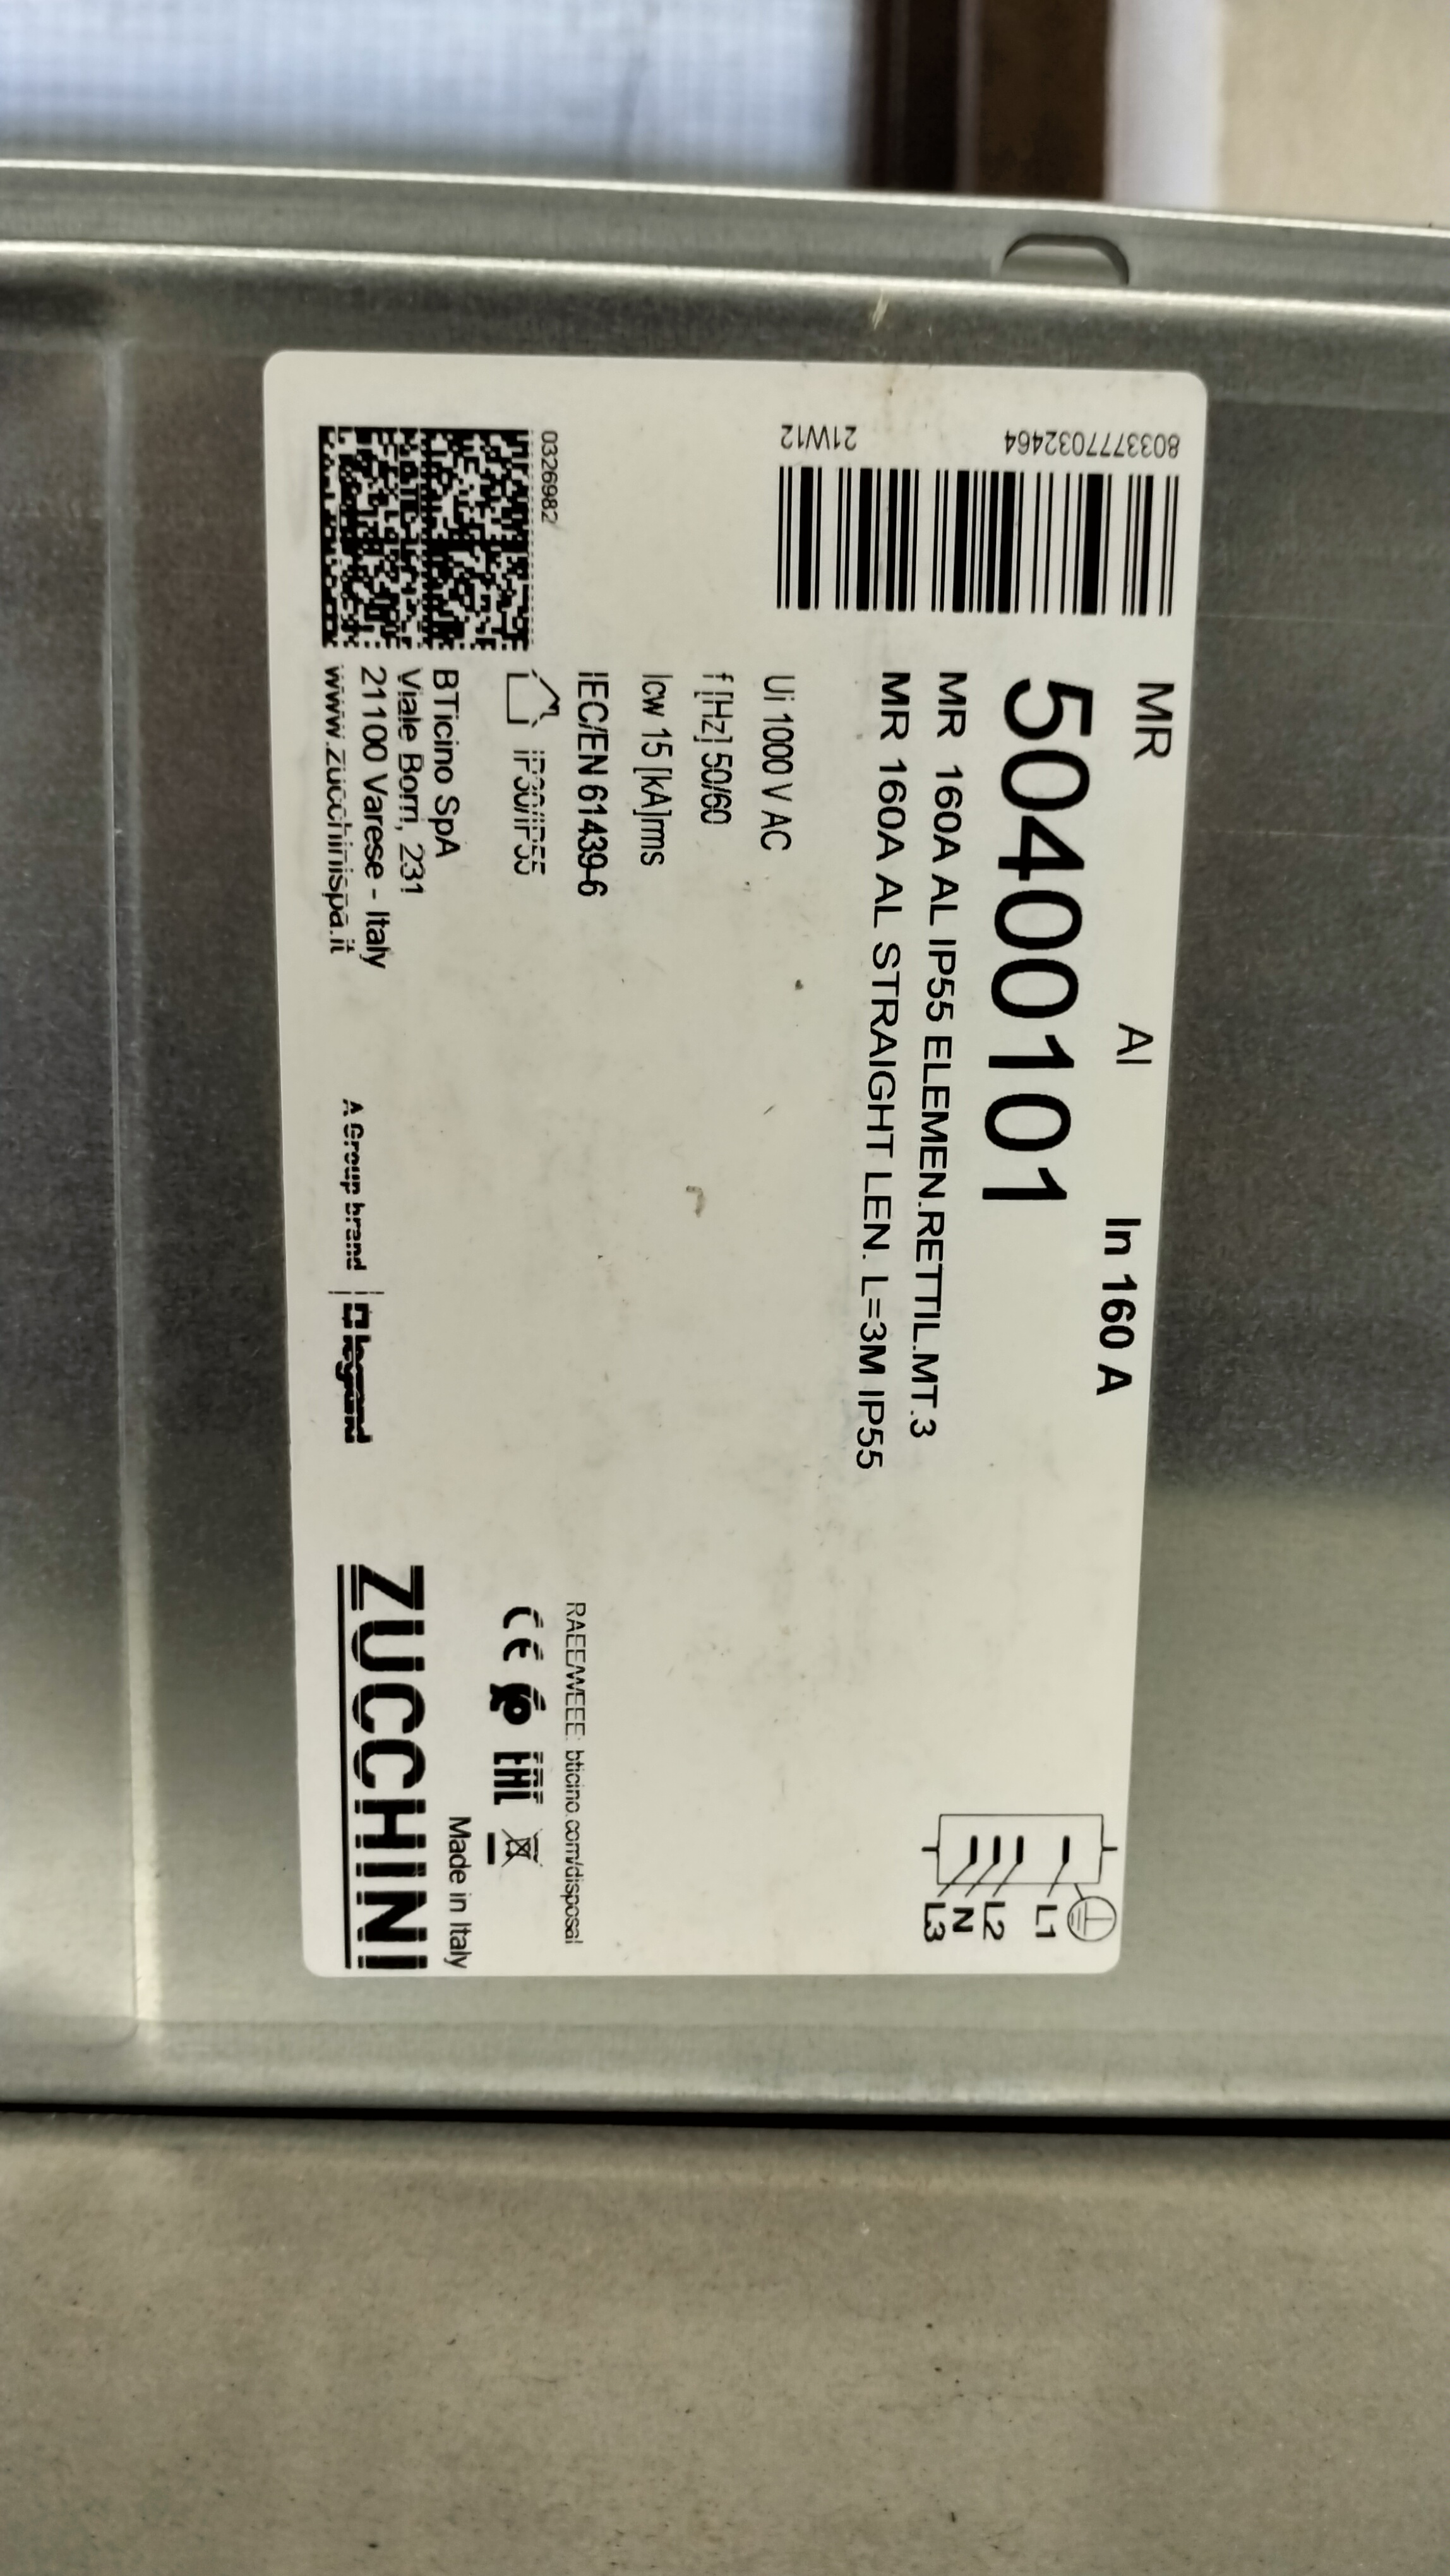 MR Al In 160 A
50400101
MR 160A AL IP55 ELEMEN.RETTIL.MT.3
MR 160A AL STRAIGHT LEN. L=3M IP55
8033777032464
21W12
L1
L2
N
L3
Ui 1000 V AC
f [Hz] 50/60
Icw 15 [kA]rms
IEC/EN 61439-6
IP30/IP55
0326982
BTicino SpA
Viale Borri, 231
21100 Varese - Italy
www.zucchinispa.it
A Group brand legrand
RAEE/WEEE: bticino.com/disposal
CE EAC
Made in Italy
ZUCCHINI